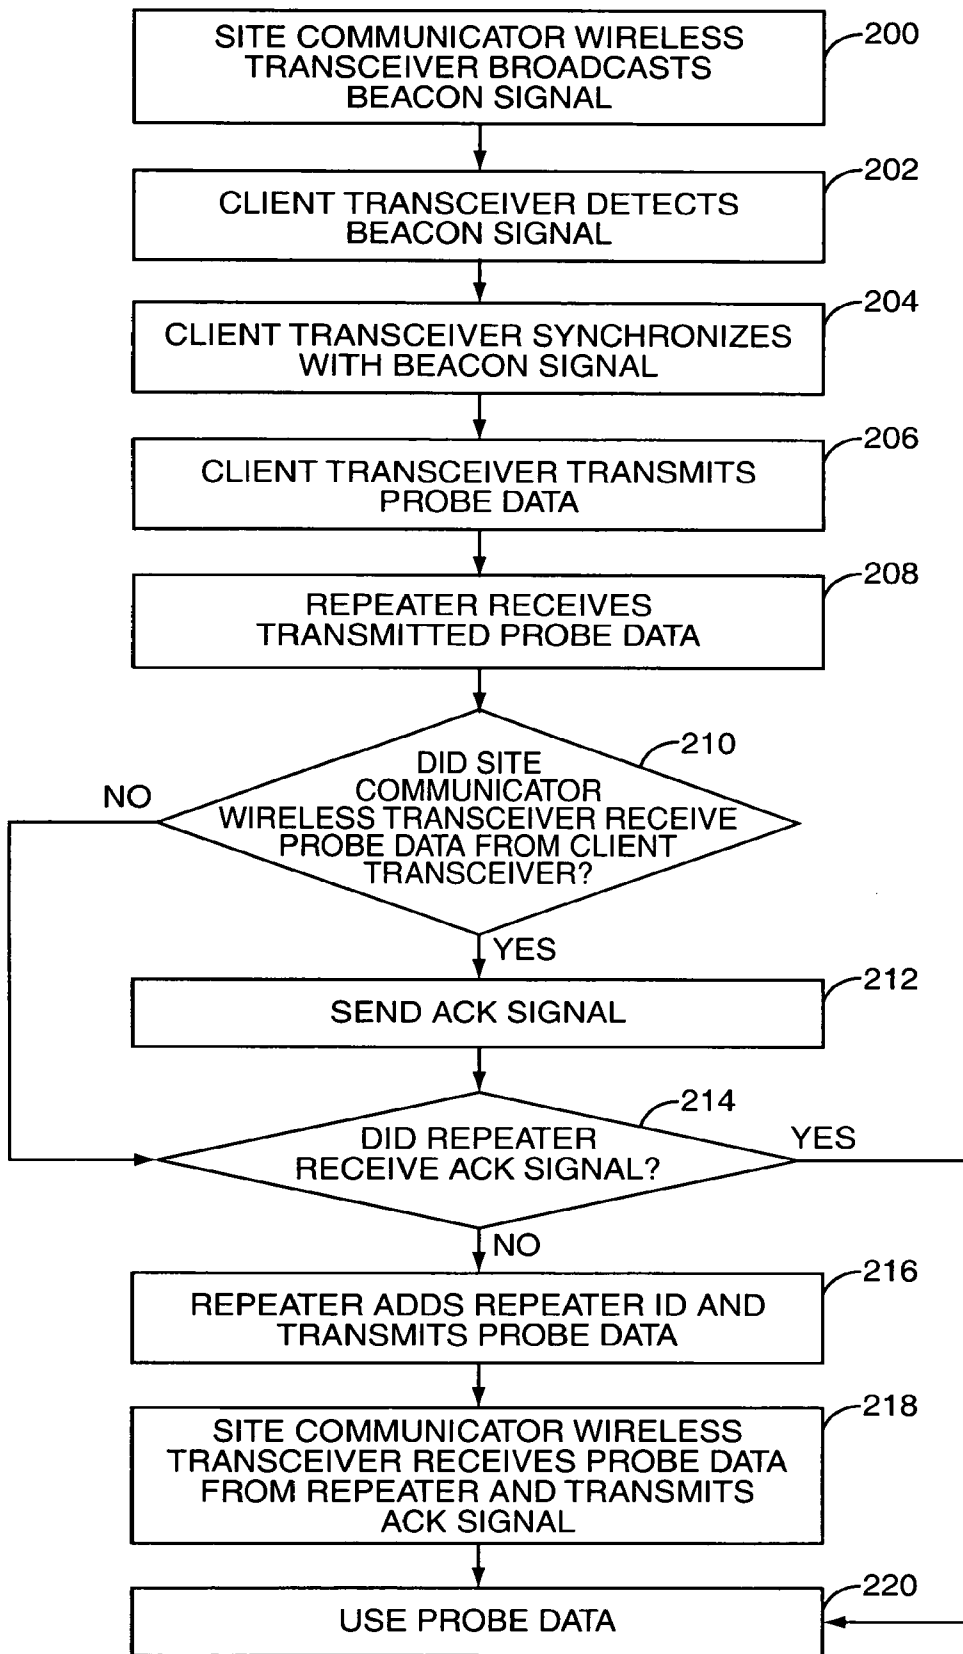 SITE COMMUNICATOR WIRELESS
TRANSCEIVER BROADCASTS
BEACON SIGNAL
200
CLIENT TRANSCEIVER DETECTS
BEACON SIGNAL
202
CLIENT TRANSCEIVER SYNCHRONIZES
WITH BEACON SIGNAL
204
CLIENT TRANSCEIVER TRANSMITS
PROBE DATA
206
REPEATER RECEIVES
TRANSMITTED PROBE DATA
208
DID SITE
COMMUNICATOR
WIRELESS TRANSCEIVER RECEIVE
PROBE DATA FROM CLIENT
TRANSCEIVER?
210
NO
YES
SEND ACK SIGNAL
212
DID REPEATER
RECEIVE ACK SIGNAL?
214
YES
NO
REPEATER ADDS REPEATER ID AND
TRANSMITS PROBE DATA
216
SITE COMMUNICATOR WIRELESS
TRANSCEIVER RECEIVES PROBE DATA
FROM REPEATER AND TRANSMITS
ACK SIGNAL
218
USE PROBE DATA
220